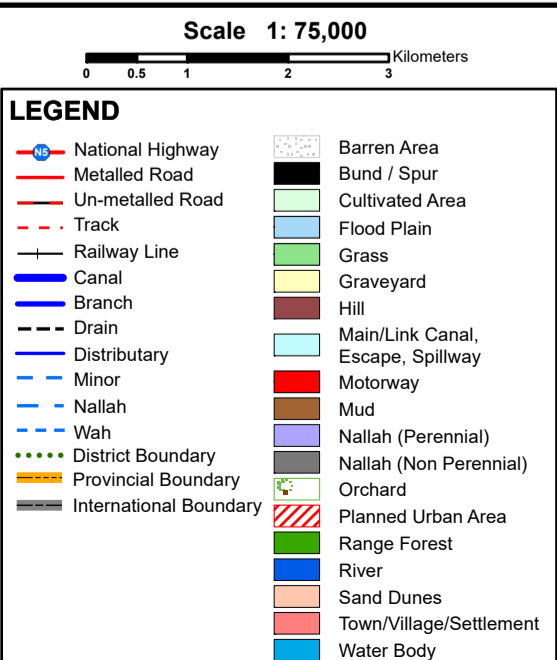 Scale 1: 75,000
Kilometers
0 0.5 1 2 3
LEGEND
N5 National Highway
Metalled Road
Un-metalled Road
Track
Railway Line
Canal
Branch
Drain
Distributary
Minor
Nallah
Wah
District Boundary
Provincial Boundary
International Boundary
Barren Area
Bund / Spur
Cultivated Area
Flood Plain
Grass
Graveyard
Hill
Main/Link Canal,
Escape, Spillway
Motorway
Mud
Nallah (Perennial)
Nallah (Non Perennial)
Orchard
Planned Urban Area
Range Forest
River
Sand Dunes
Town/Village/Settlement
Water Body